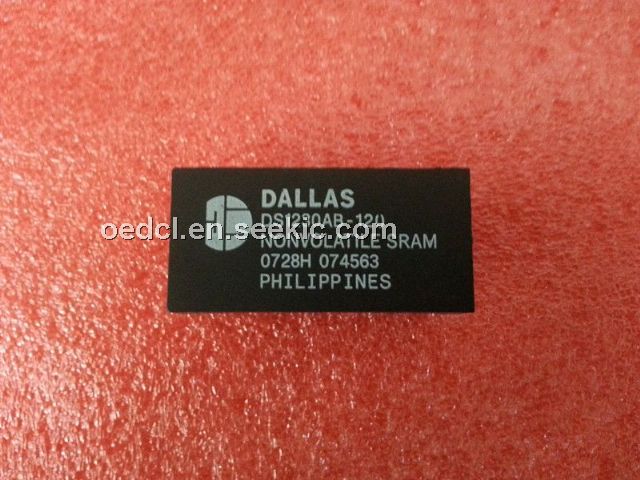 DALLAS
DS1230AB-120
oedcl.en.seekic.com
NONVOLATILE SRAM
0728H 074563
PHILIPPINES